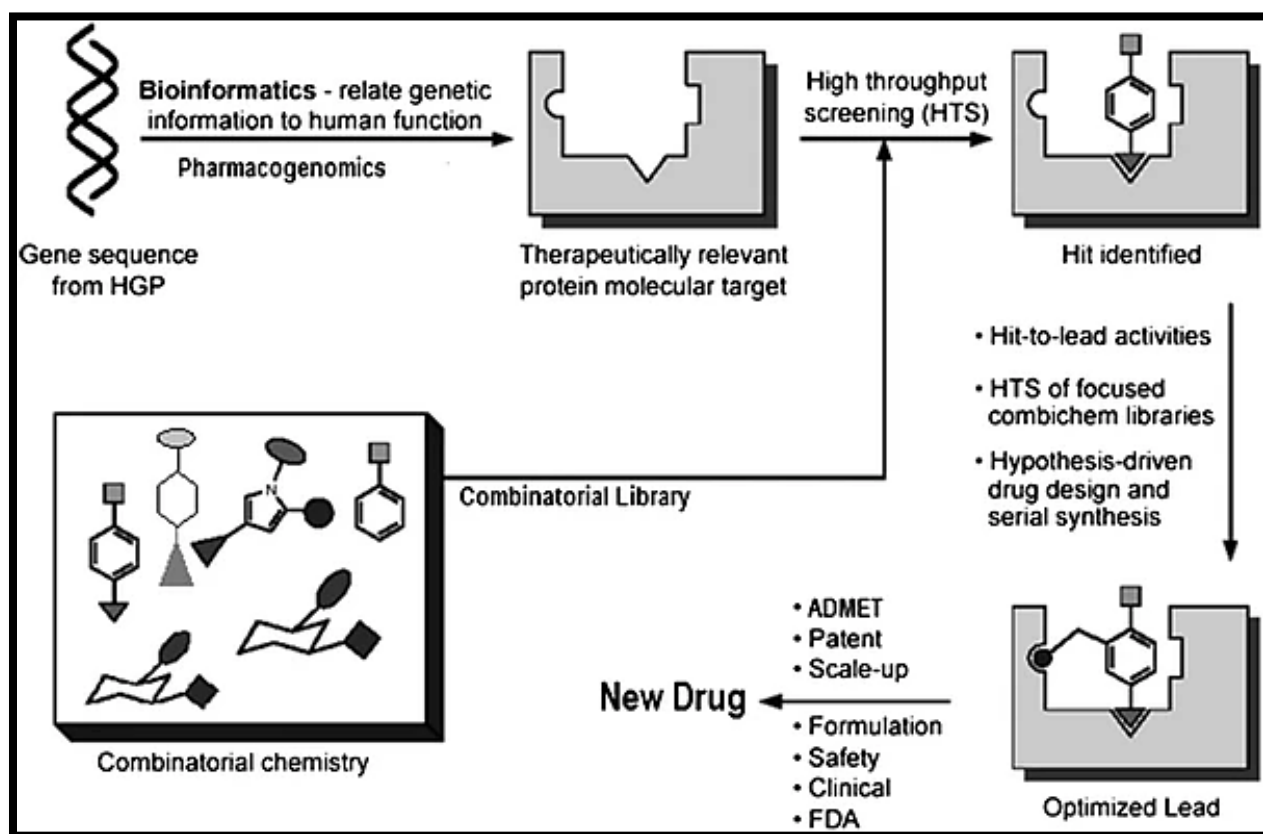 Bioinformatics - relate genetic
information to human function
Pharmacogenomics
Gene sequence
from HGP
Therapeutically relevant
protein molecular target
High throughput
screening (HTS)
Hit identified
• Hit-to-lead activities
• HTS of focused
combichem libraries
• Hypothesis-driven
drug design and
serial synthesis
N
Combinatorial Library
Combinatorial chemistry
• ADMET
• Patent
• Scale-up
New Drug
• Formulation
• Safety
• Clinical
• FDA
Optimized Lead